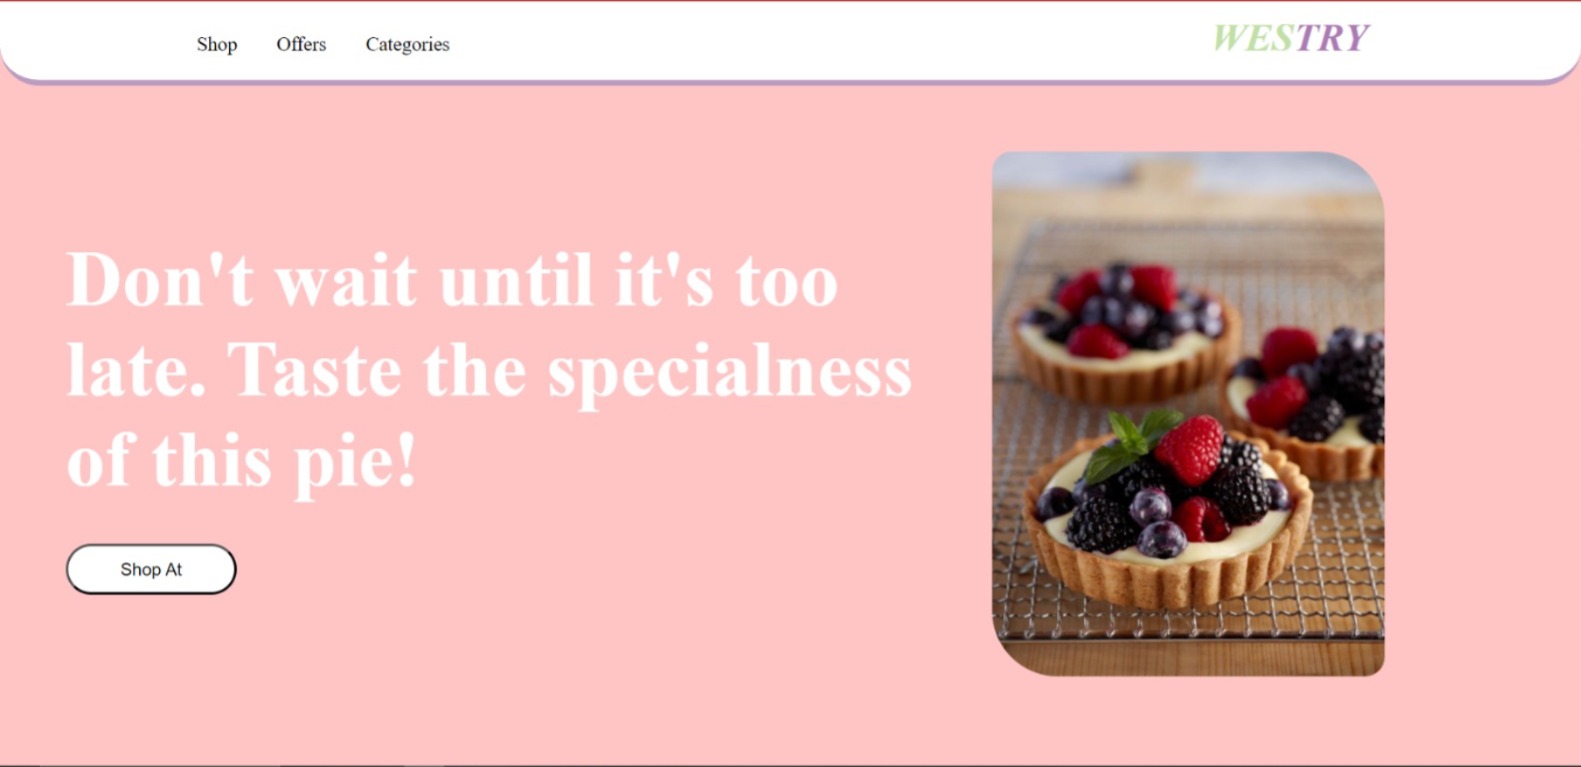 Shop Offers Categories WESTRY
Don't wait until it's too
late. Taste the specialness
of this pie!
Shop At